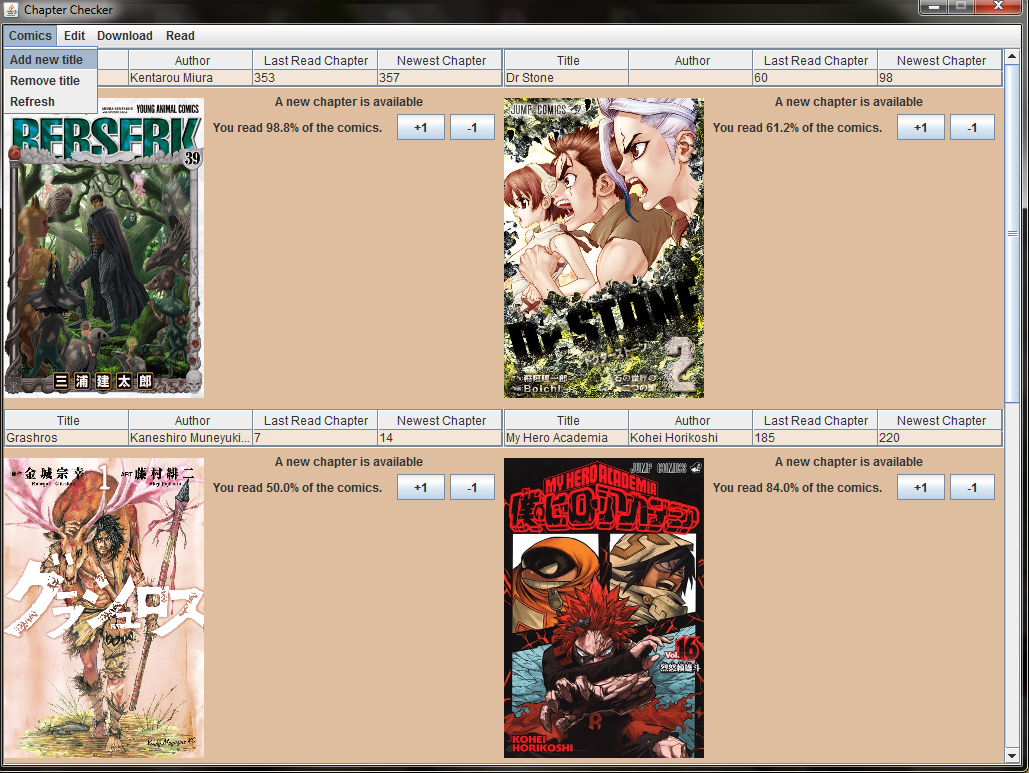 Chapter Checker
Comics Edit Download Read
Add new title
Remove title
Refresh
Author Last Read Chapter Newest Chapter
Kentarou Miura 353 357
Title Author Last Read Chapter Newest Chapter
Dr Stone 60 98
YOUNG ANIMAL COMICS
BERSERK
39
三浦建太郎
A new chapter is available
You read 98.8% of the comics. +1 -1
JUMP COMICS
Dr STONE
2
Boichi
A new chapter is available
You read 61.2% of the comics. +1 -1
Title Author Last Read Chapter Newest Chapter
Grashros Kaneshiro Muneyuki... 7 14
Title Author Last Read Chapter Newest Chapter
My Hero Academia Kohei Horikoshi 185 220
金城宗幸 1 ART 藤村緋二
グラシュロス
A new chapter is available
You read 50.0% of the comics. +1 -1
JUMP COMICS
MY HERO ACADEMIA
僕のヒーローアカデミア
Vol.16
烈怒頼雄斗
KOHEI
HORIKOSHI
A new chapter is available
You read 84.0% of the comics. +1 -1